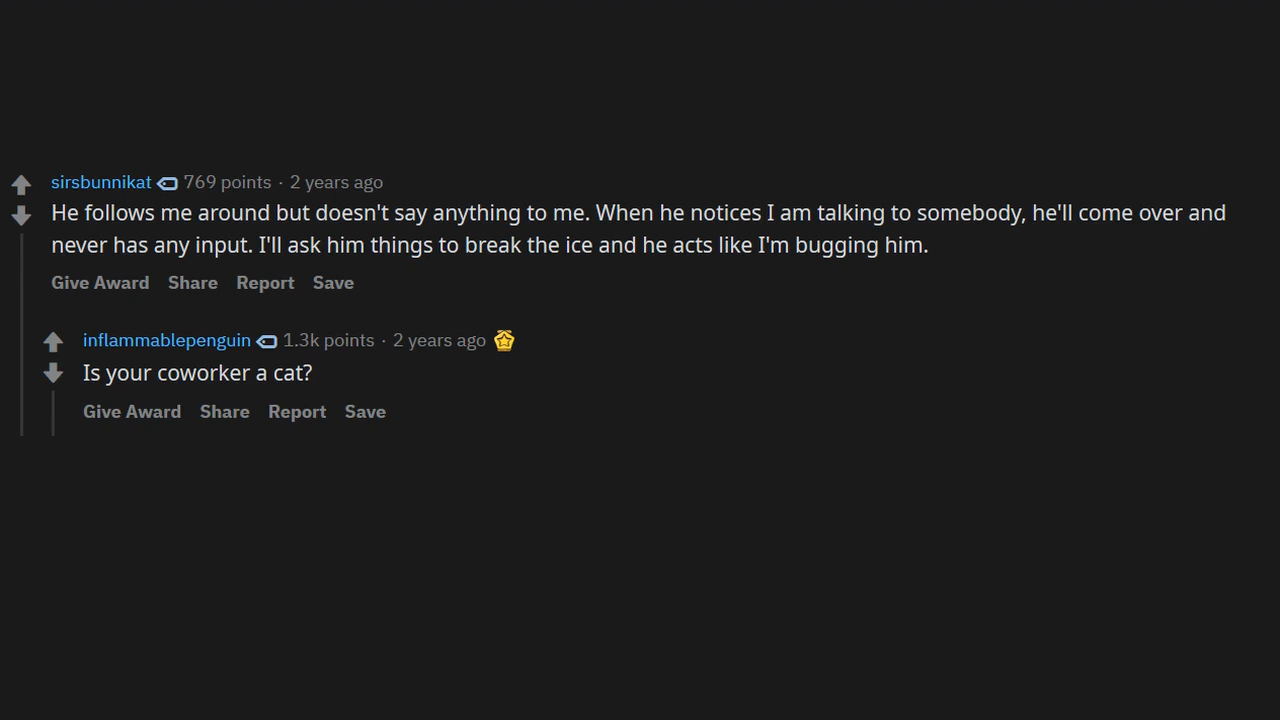 sirsbunnikat 769 points · 2 years ago
He follows me around but doesn't say anything to me. When he notices I am talking to somebody, he'll come over and
never has any input. I'll ask him things to break the ice and he acts like I'm bugging him.
Give Award Share Report Save
inflammablepenguin 1.3k points · 2 years ago
Is your coworker a cat?
Give Award Share Report Save